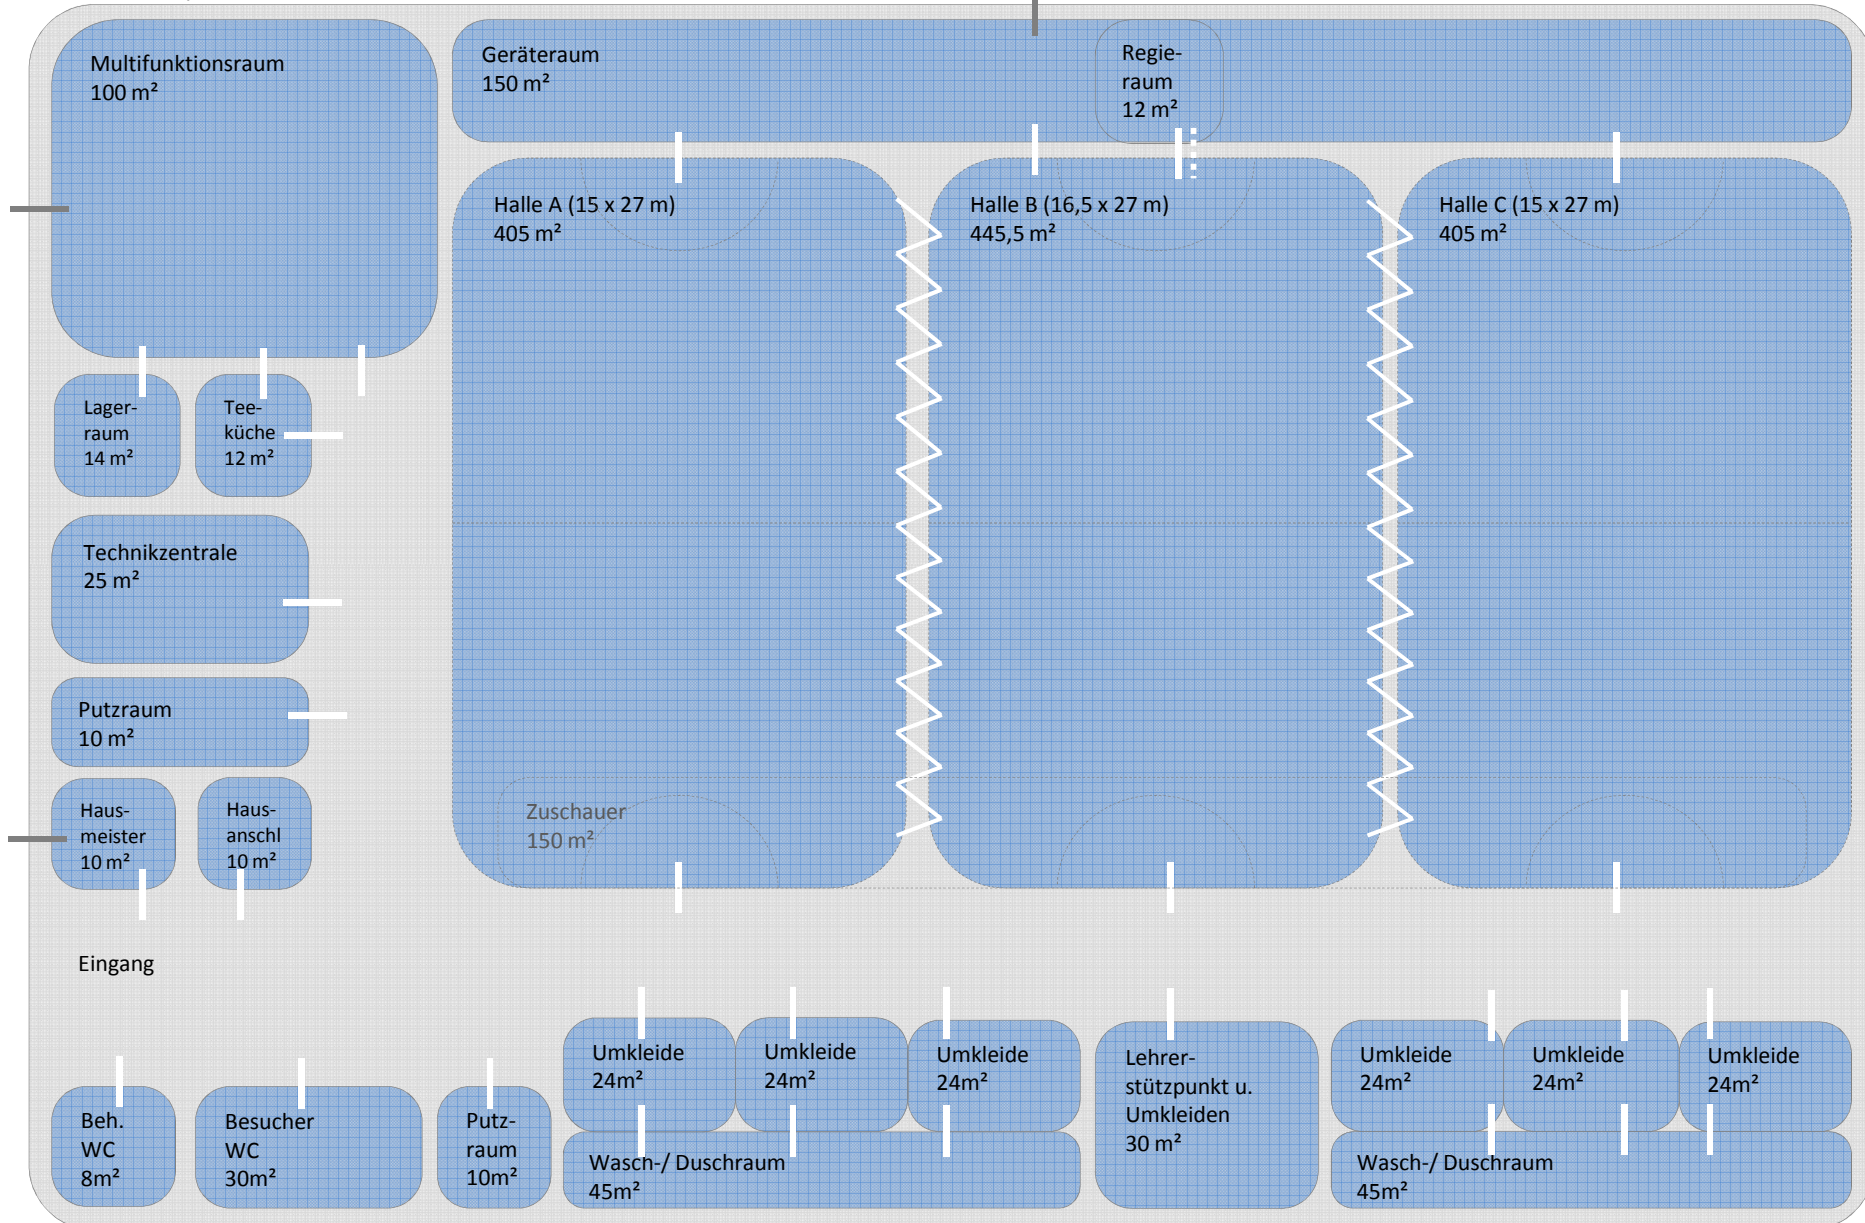 Multifunktionsraum
100 m²
Geräteraum
150 m²
Regie-
raum
12 m²
Halle A (15 x 27 m)
405 m²
Halle B (16,5 x 27 m)
445,5 m²
Halle C (15 x 27 m)
405 m²
Lager-
raum
14 m²
Tee-
küche
12 m²
Technikzentrale
25 m²
Putzraum
10 m²
Haus-
meister
10 m²
Haus-
anschl
10 m²
Zuschauer
150 m²
Eingang
Beh.
WC
8m²
Besucher
WC
30m²
Putz-
raum
10m²
Umkleide
24m²
Umkleide
24m²
Umkleide
24m²
Wasch-/ Duschraum
45m²
Lehrer-
stützpunkt u.
Umkleiden
30 m²
Umkleide
24m²
Umkleide
24m²
Umkleide
24m²
Wasch-/ Duschraum
45m²